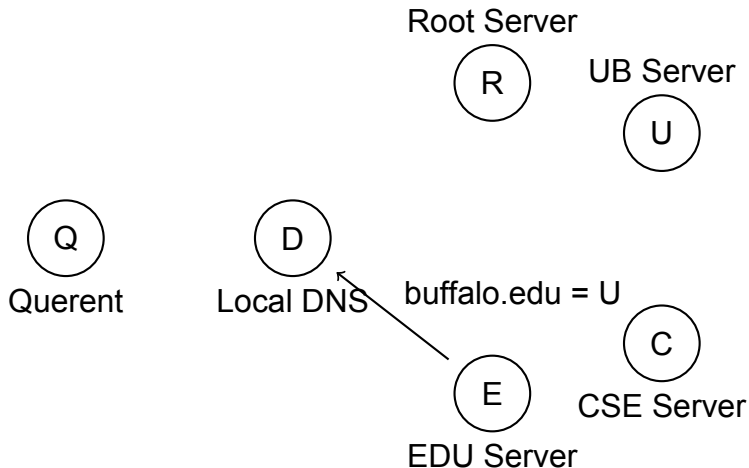 Root Server
R
UB Server
U
Q
Querent
D
Local DNS
buffalo.edu = U
C
CSE Server
E
EDU Server